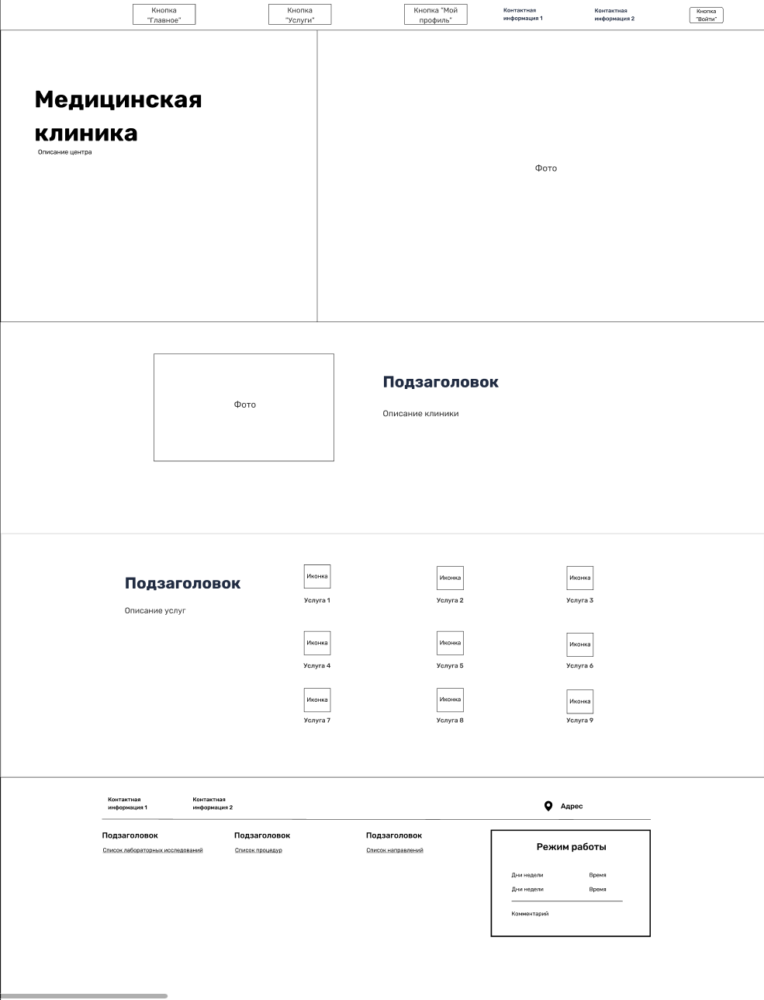 Кнопка
"Главное"
Кнопка
"Услуги"
Кнопка "Мой
профиль"
Контактная
информация 1
Контактная
информация 2
Кнопка
"Войти"
Медицинская
клиника
Описание центра
Фото
Фото
Подзаголовок
Описание клиники
Подзаголовок
Описание услуг
Иконка
Иконка
Иконка
Услуга 1
Услуга 2
Услуга 3
Иконка
Иконка
Иконка
Услуга 4
Услуга 5
Услуга 6
Иконка
Иконка
Иконка
Услуга 7
Услуга 8
Услуга 9
Контактная
информация 1
Контактная
информация 2
Адрес
Подзаголовок
Список лабораторных исследований
Подзаголовок
Список процедур
Подзаголовок
Список направлений
Режим работы
Дни недели
Время
Дни недели
Время
Комментарий